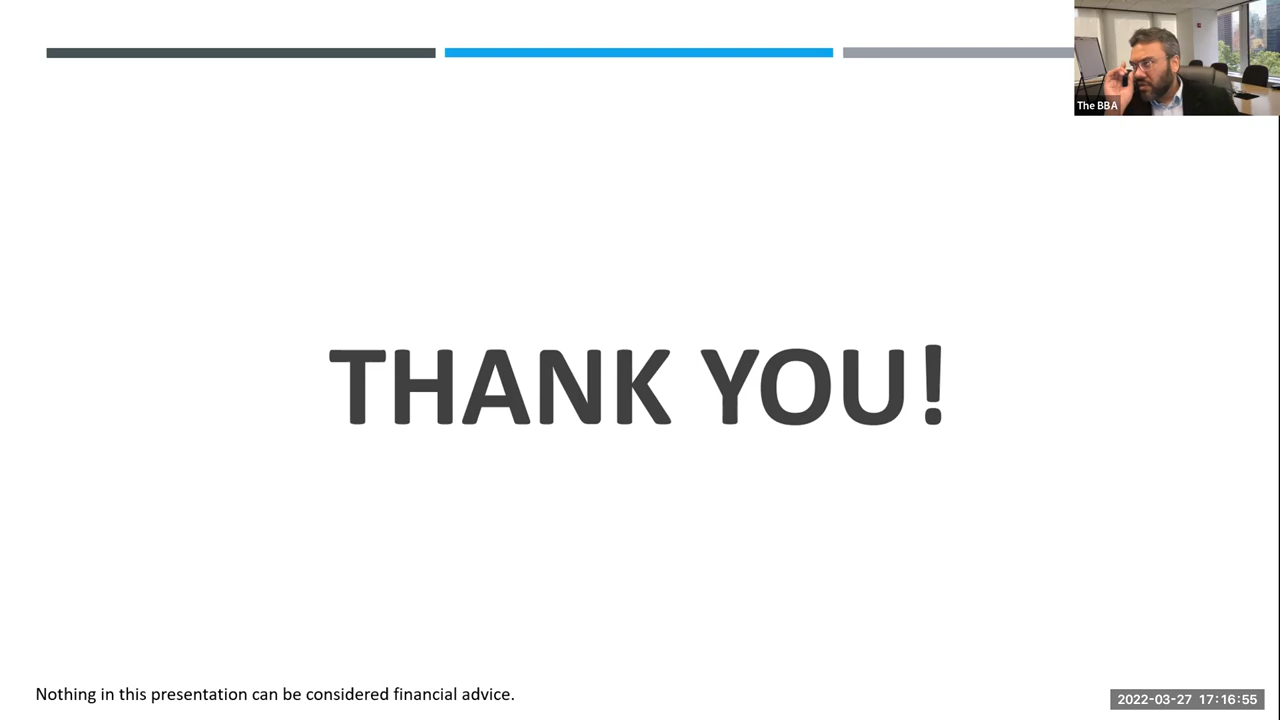 The BBA
THANK YOU!
Nothing in this presentation can be considered financial advice.
2022-03-27 17:16:55